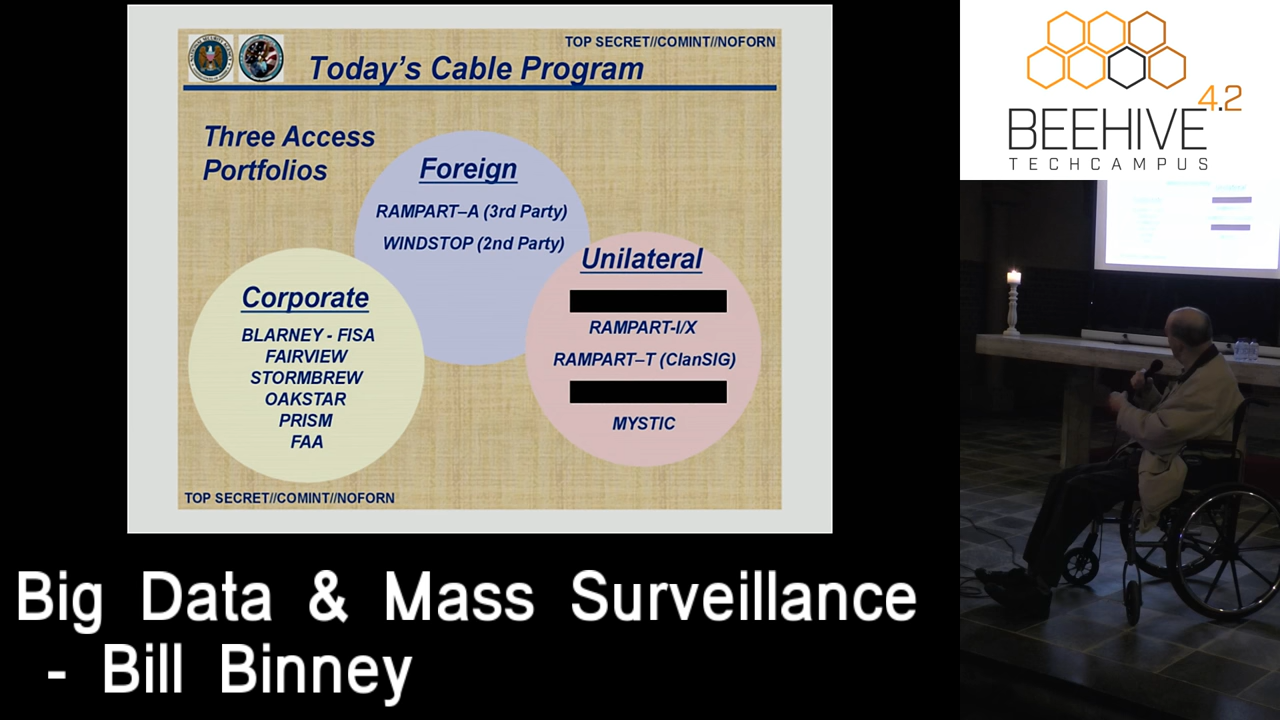 TOP SECRET//COMINT//NOFORN
Today's Cable Program
Three Access
Portfolios
Foreign
RAMPART–A (3rd Party)
WINDSTOP (2nd Party)
Unilateral
RAMPART-I/X
RAMPART–T (ClanSIG)
MYSTIC
Corporate
BLARNEY - FISA
FAIRVIEW
STORMBREW
OAKSTAR
PRISM
FAA
TOP SECRET//COMINT//NOFORN
Big Data & Mass Surveillance
- Bill Binney
4.2
BEEHIVE
TECHCAMPUS